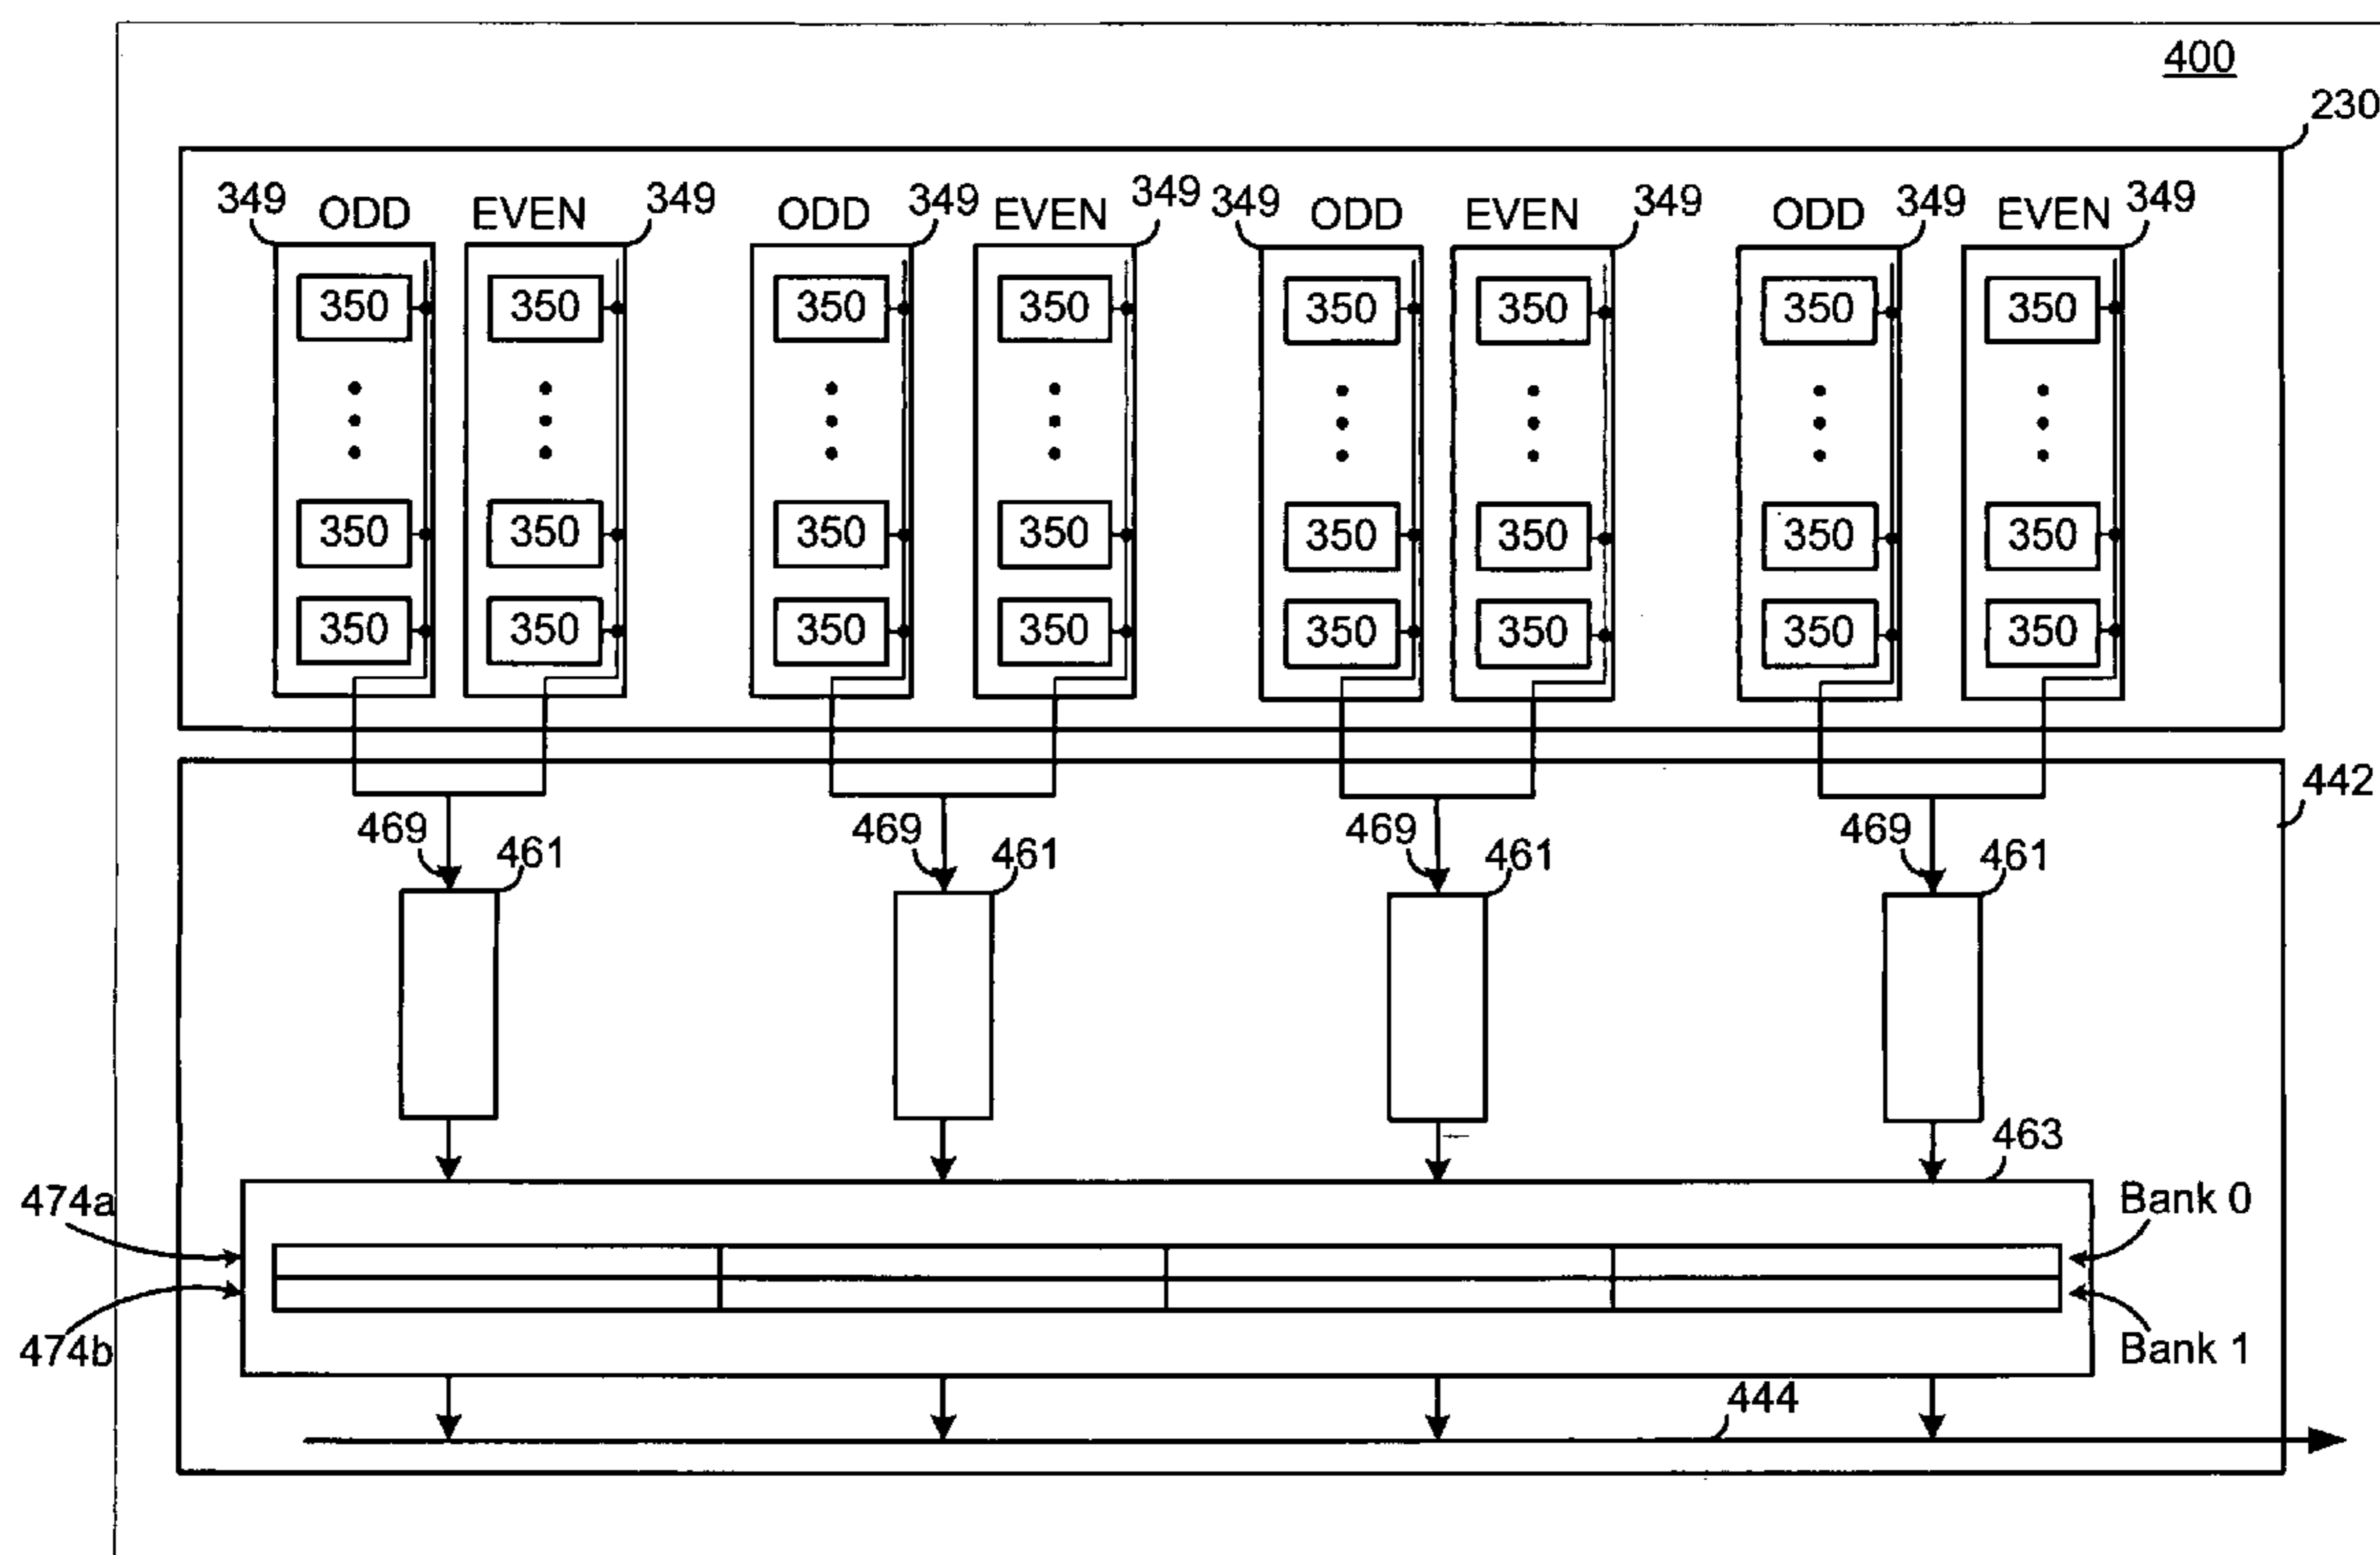 400
230
349 ODD EVEN 349 ODD 349 EVEN 349 349 ODD EVEN 349 ODD 349 EVEN 349
350 350 350 350 350 350 350 350
350 350 350 350 350 350 350 350
350 350 350 350 350 350 350 350
442
469 461 469 461 469 461 469 461
463
474a Bank 0
474b Bank 1
444